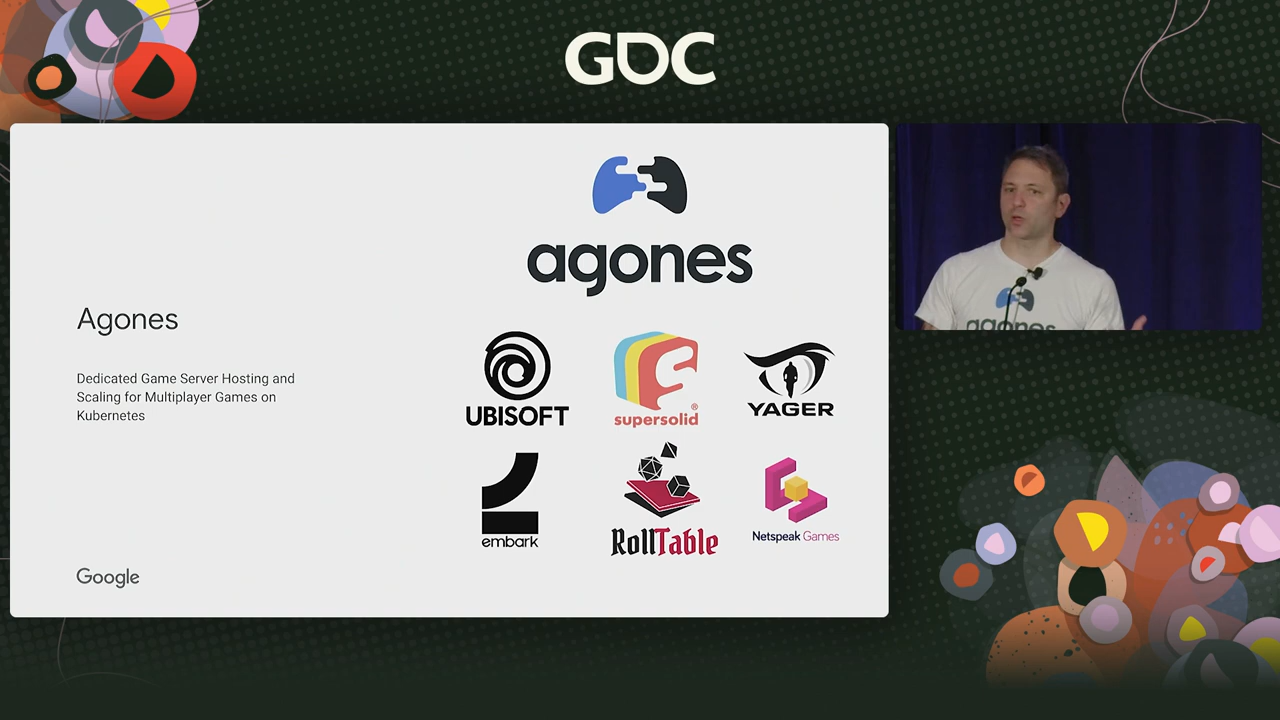 GDC
agones
Agones
Dedicated Game Server Hosting and
Scaling for Multiplayer Games on
Kubernetes
UBISOFT
supersolid®
YAGER
embark
RollTable
Netspeak Games
Google
agones